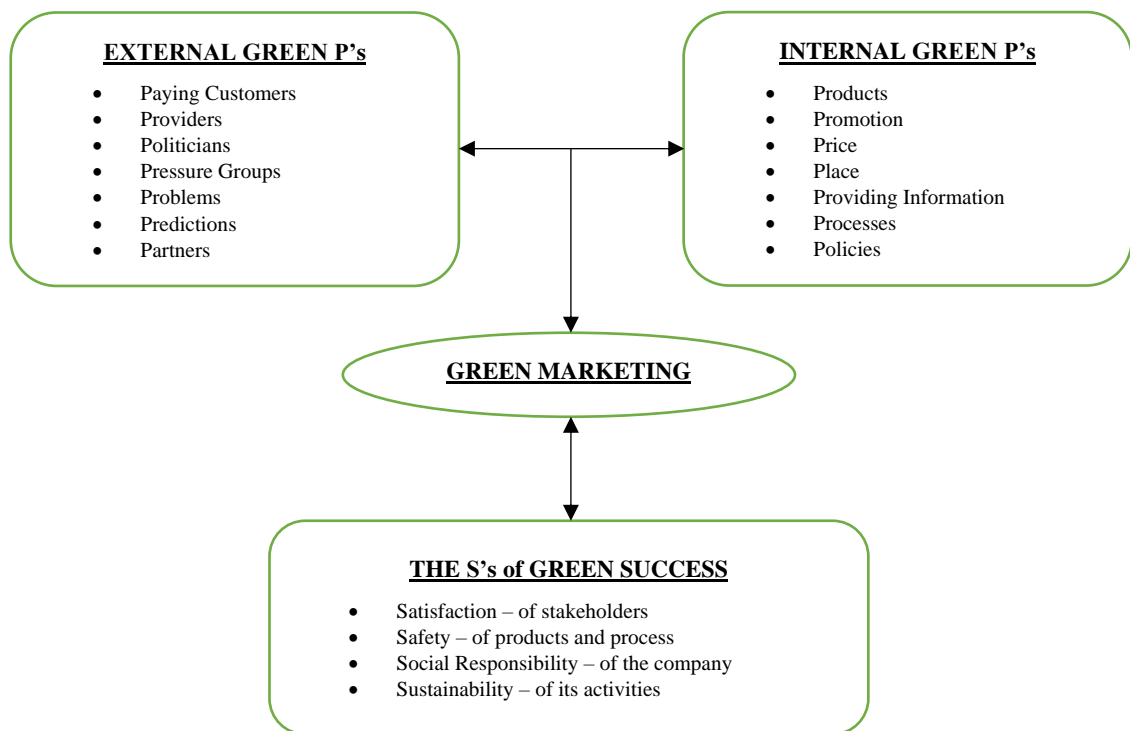 EXTERNAL GREEN P’s
• Paying Customers
• Providers
• Politicians
• Pressure Groups
• Problems
• Predictions
• Partners
INTERNAL GREEN P’s
• Products
• Promotion
• Price
• Place
• Providing Information
• Processes
• Policies
GREEN MARKETING
THE S’s of GREEN SUCCESS
• Satisfaction – of stakeholders
• Safety – of products and process
• Social Responsibility – of the company
• Sustainability – of its activities